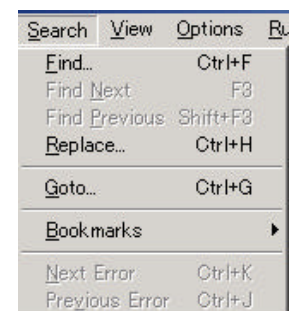 Search View Options Ru
Find... Ctrl+F
Find Next F3
Find Previous Shift+F3
Replace... Ctrl+H
Goto... Ctrl+G
Bookmarks
Next Error Ctrl+K
Previous Error Ctrl+J